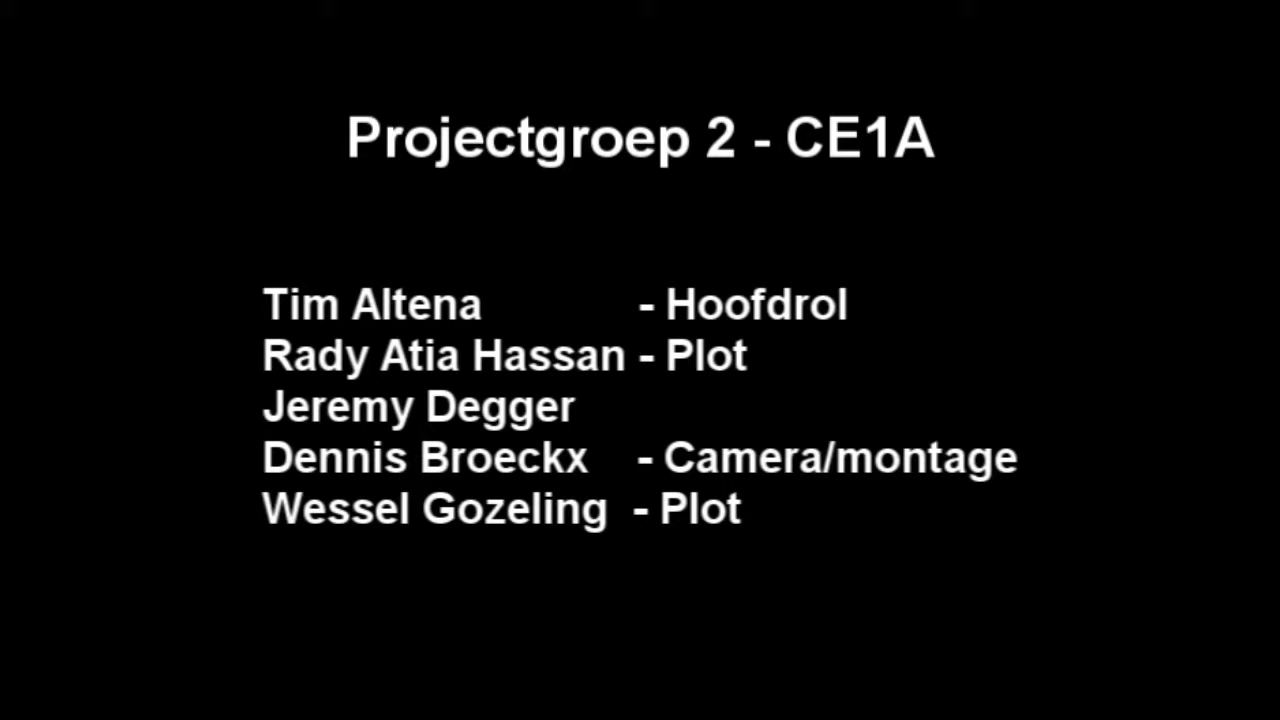 Projectgroep 2 - CE1A
Tim Altena - Hoofdrol
Rady Atia Hassan - Plot
Jeremy Degger
Dennis Broeckx - Camera/montage
Wessel Gozeling - Plot